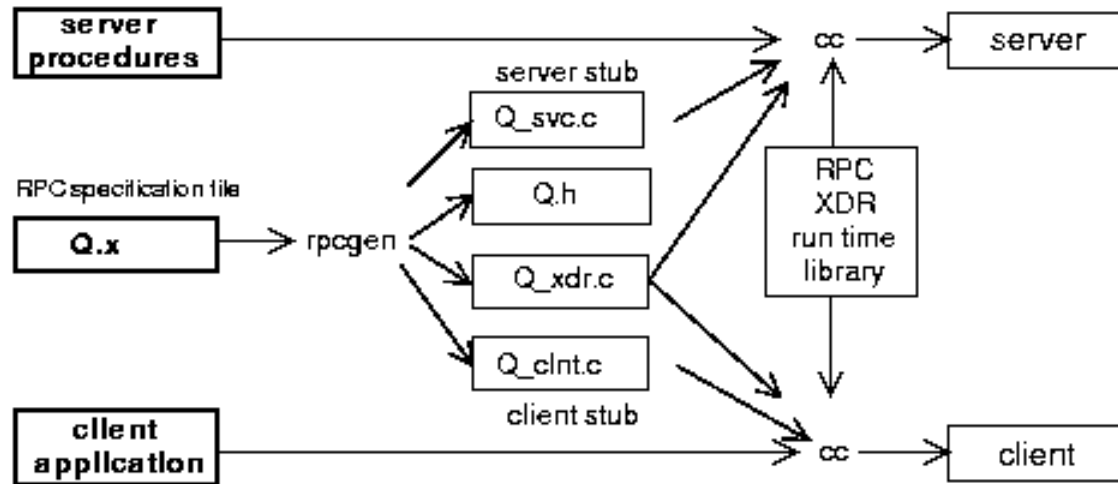 server
procedures
cc
server
server stub
Q_svc.c
RPC specification file
Q.h
RPC
XDR
run time
library
Q.x
rpcgen
Q_xdr.c
Q_clnt.c
client stub
client
application
cc
client